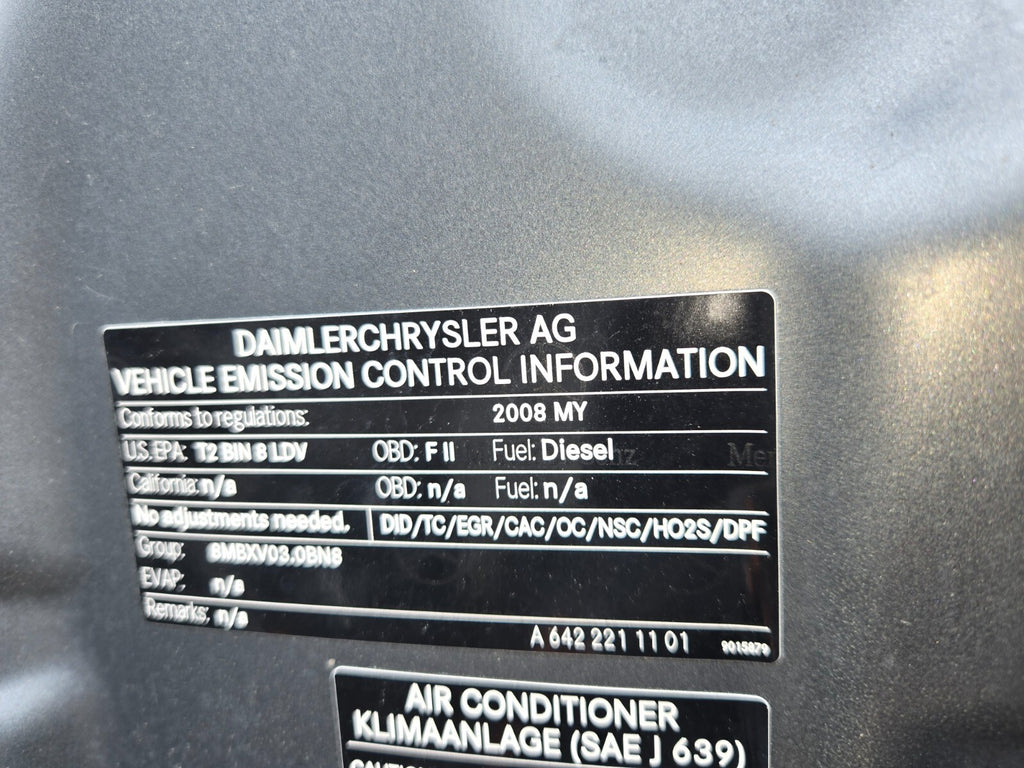 DAIMLERCHRYSLER AG
VEHICLE EMISSION CONTROL INFORMATION
Conforms to regulations: 2008 MY
U.S. EPA: T2 BIN 8 LDV OBD: F II Fuel: Diesel
California: n/a OBD: n/a Fuel: n/a
No adjustments needed. DID/TC/EGR/CAC/OC/NSC/HO2S/DPF
Group: 8MBXV03.0BN8
EVAP: n/a
Remarks: n/a
A 642 221 11 01 9015879
AIR CONDITIONER
KLIMAANLAGE (SAE J 639)